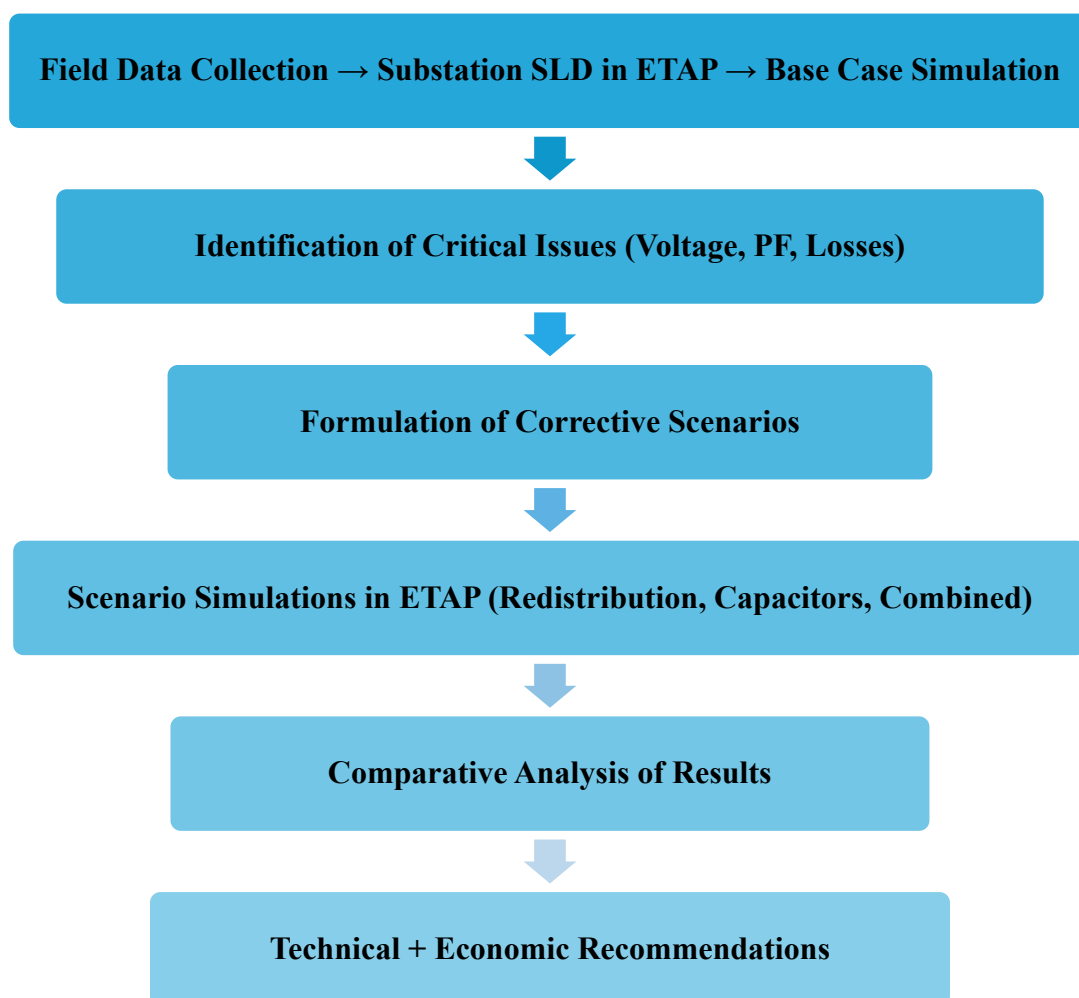 Field Data Collection → Substation SLD in ETAP → Base Case Simulation
Identification of Critical Issues (Voltage, PF, Losses)
Formulation of Corrective Scenarios
Scenario Simulations in ETAP (Redistribution, Capacitors, Combined)
Comparative Analysis of Results
Technical + Economic Recommendations